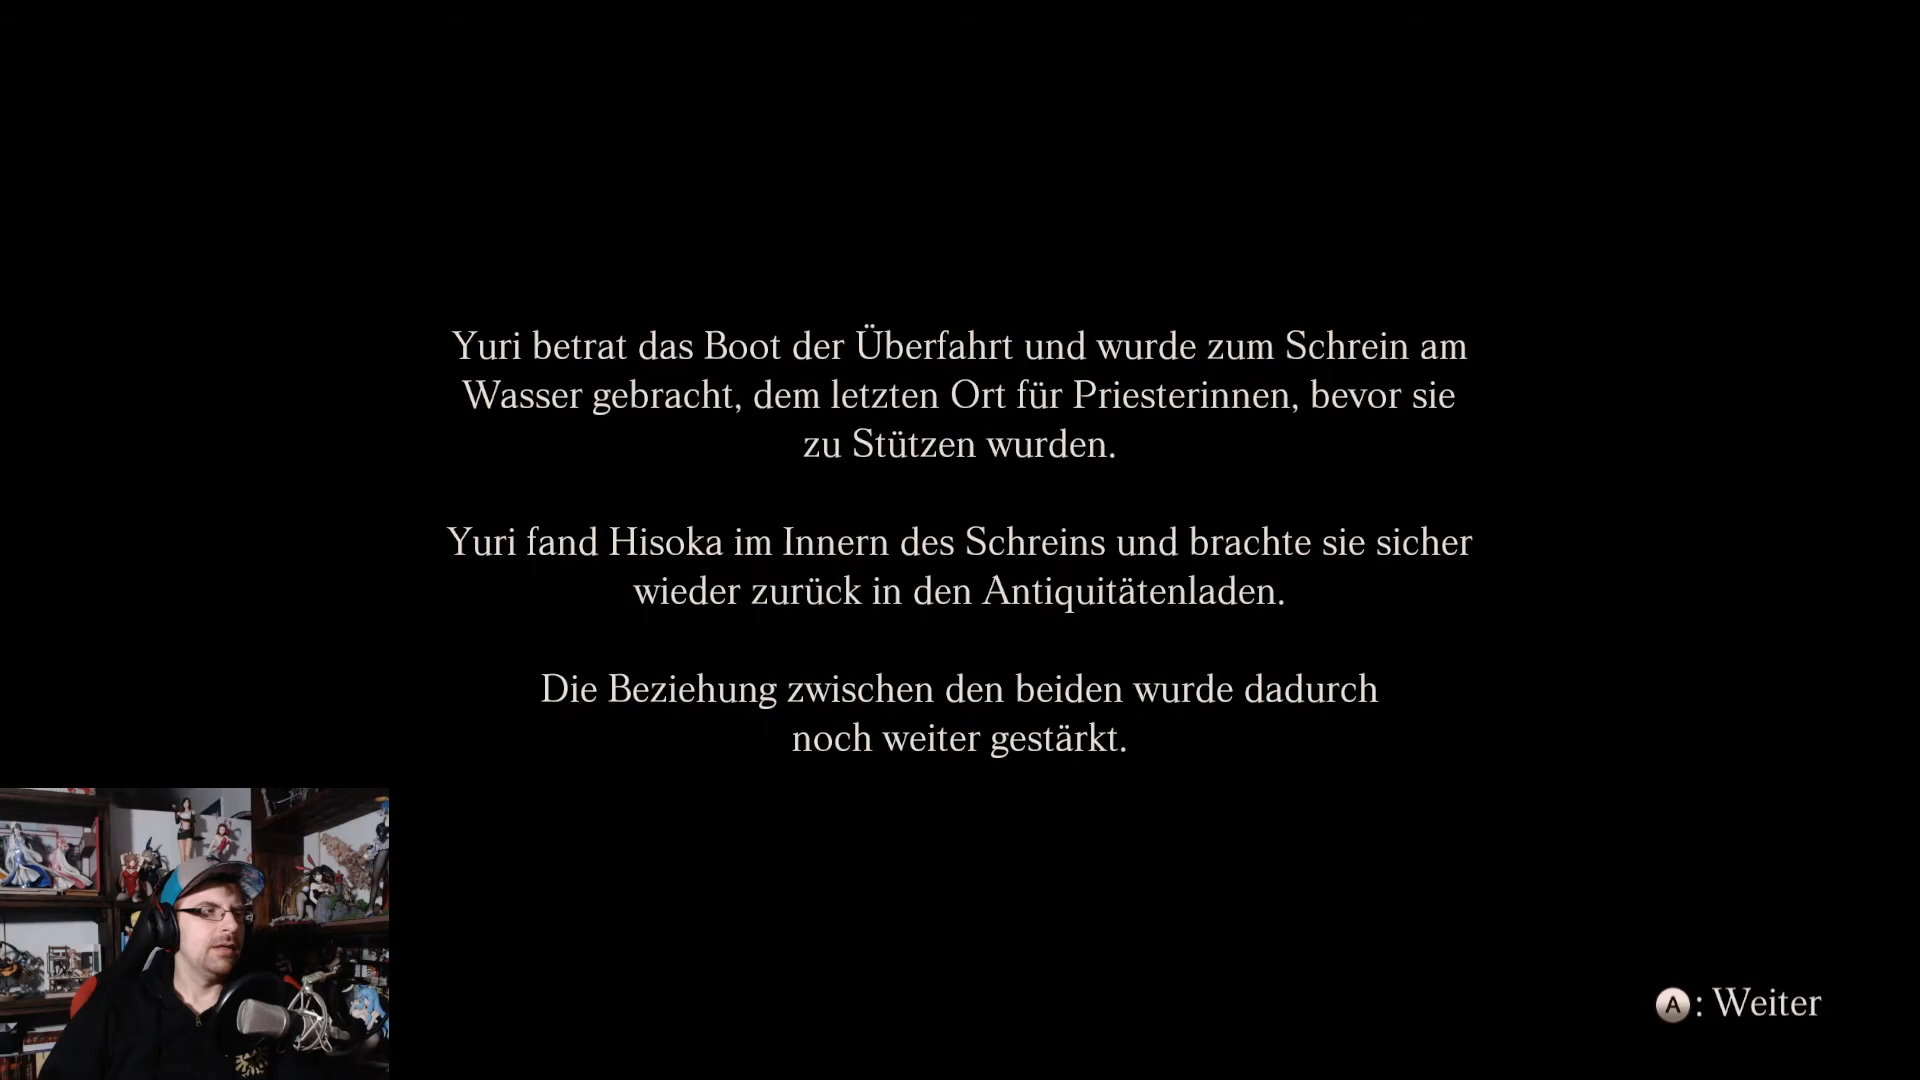 Yuri betrat das Boot der Überfahrt und wurde zum Schrein am
Wasser gebracht, dem letzten Ort für Priesterinnen, bevor sie
zu Stützen wurden.
Yuri fand Hisoka im Innern des Schreins und brachte sie sicher
wieder zurück in den Antiquitätenladen.
Die Beziehung zwischen den beiden wurde dadurch
noch weiter gestärkt.
A : Weiter